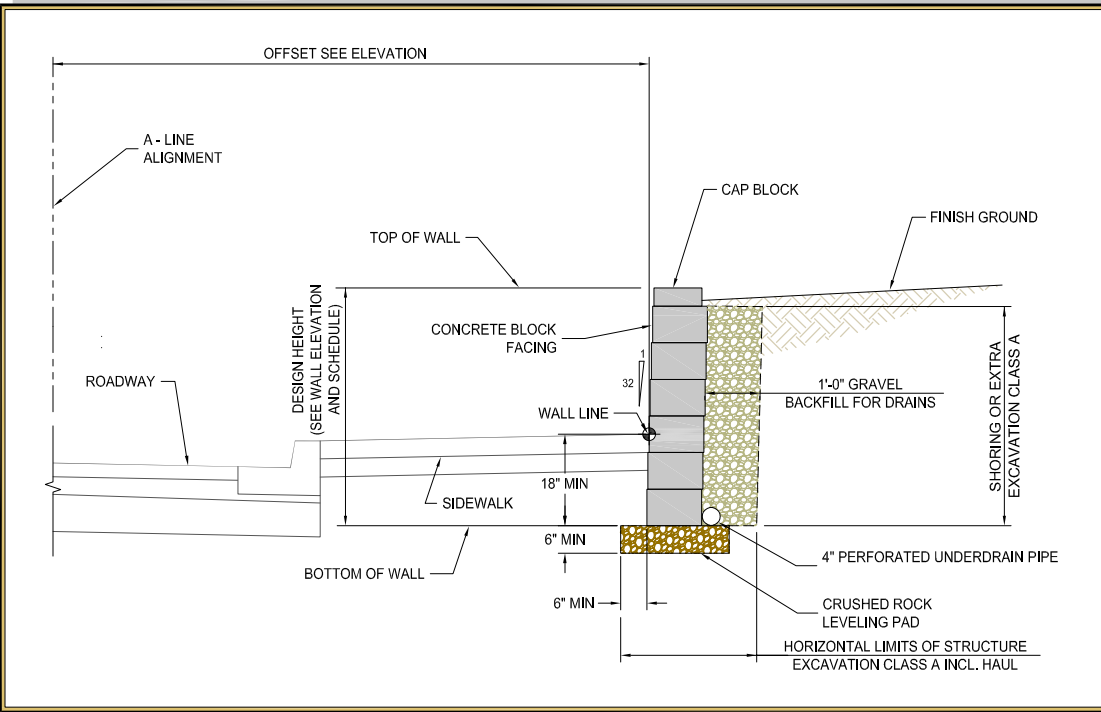 OFFSET SEE ELEVATION
A - LINE
ALIGNMENT
CAP BLOCK
FINISH GROUND
TOP OF WALL
DESIGN HEIGHT
(SEE WALL ELEVATION
AND SCHEDULE)
CONCRETE BLOCK
FACING
1
32
ROADWAY
1'-0" GRAVEL
BACKFILL FOR DRAINS
SHORING OR EXTRA
EXCAVATION CLASS A
WALL LINE
18" MIN
SIDEWALK
6" MIN
4" PERFORATED UNDERDRAIN PIPE
BOTTOM OF WALL
6" MIN
CRUSHED ROCK
LEVELING PAD
HORIZONTAL LIMITS OF STRUCTURE
EXCAVATION CLASS A INCL. HAUL